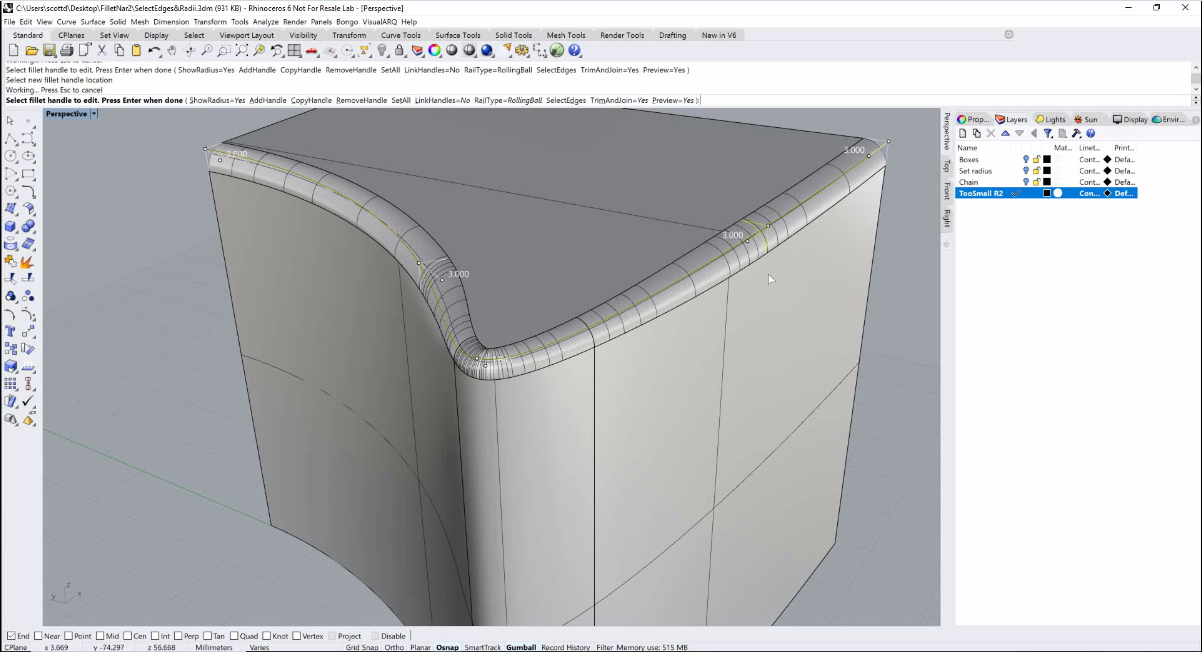 C:\Users\scottd\Desktop\FilletNar2\SelectEdges&Radii.3dm (931 KB) - Rhinoceros 6 Not For Resale Lab - [Perspective]
File Edit View Curve Surface Solid Mesh Dimension Transform Tools Analyze Render Panels Bongo VisualARQ Help
Standard CPlanes Set View Display Select Viewport Layout Visibility Transform Curve Tools Surface Tools Solid Tools Mesh Tools Render Tools Drafting New in V6
Select fillet handle to edit. Press Enter when done ( ShowRadius=Yes AddHandle CopyHandle RemoveHandle SetAll LinkHandles=No RailType=RollingBall SelectEdges TrimAndJoin=Yes Preview=Yes )
Select new fillet handle location
Working... Press Esc to cancel
Select fillet handle to edit. Press Enter when done ( ShowRadius=Yes AddHandle CopyHandle RemoveHandle SetAll LinkHandles=No RailType=RollingBall SelectEdges TrimAndJoin=Yes Preview=Yes ):
Perspective
3.000
3.000
3.000
3.000
z
y
x
Perspective
Top
Front
Right
Prop... Layers Lights Sun Display Envir...
Name Mat... Linet... Print...
Boxes Cont... Defa...
Set radius Cont... Defa...
Chain Cont... Defa...
TooSmall R2 Con... Def...
End Near Point Mid Cen Int Perp Tan Quad Knot Vertex Project Disable
CPlane x 3.669 y -74.297 z 56.668 Millimeters Varies Grid Snap Ortho Planar Osnap SmartTrack Gumball Record History Filter Memory use: 515 MB